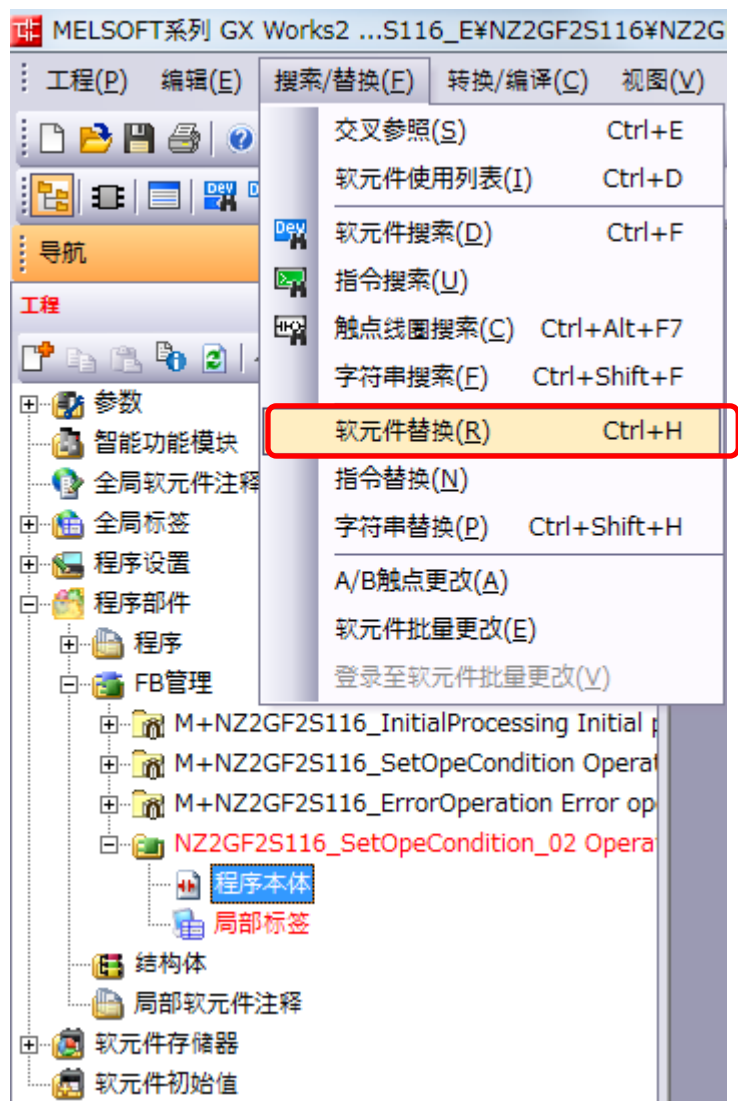 MELSOFT系列 GX Works2 ...S116_E¥NZ2GF2S116¥NZ2G
工程(P) 编辑(E) 搜索/替换(F) 转换/编译(C) 视图(V)
交叉参照(S) Ctrl+E
软元件使用列表(I) Ctrl+D
软元件搜索(D) Ctrl+F
指令搜索(U)
触点线圈搜索(C) Ctrl+Alt+F7
字符串搜索(F) Ctrl+Shift+F
软元件替换(R) Ctrl+H
指令替换(N)
字符串替换(P) Ctrl+Shift+H
A/B触点更改(A)
软元件批量更改(E)
登录至软元件批量更改(V)
导航
工程
参数
智能功能模块
全局软元件注释
全局标签
程序设置
程序部件
程序
FB管理
M+NZ2GF2S116_InitialProcessing Initial
M+NZ2GF2S116_SetOpeCondition Operat
M+NZ2GF2S116_ErrorOperation Error op
NZ2GF2S116_SetOpeCondition_02 Opera
程序本体
局部标签
结构体
局部软元件注释
软元件存储器
软元件初始值